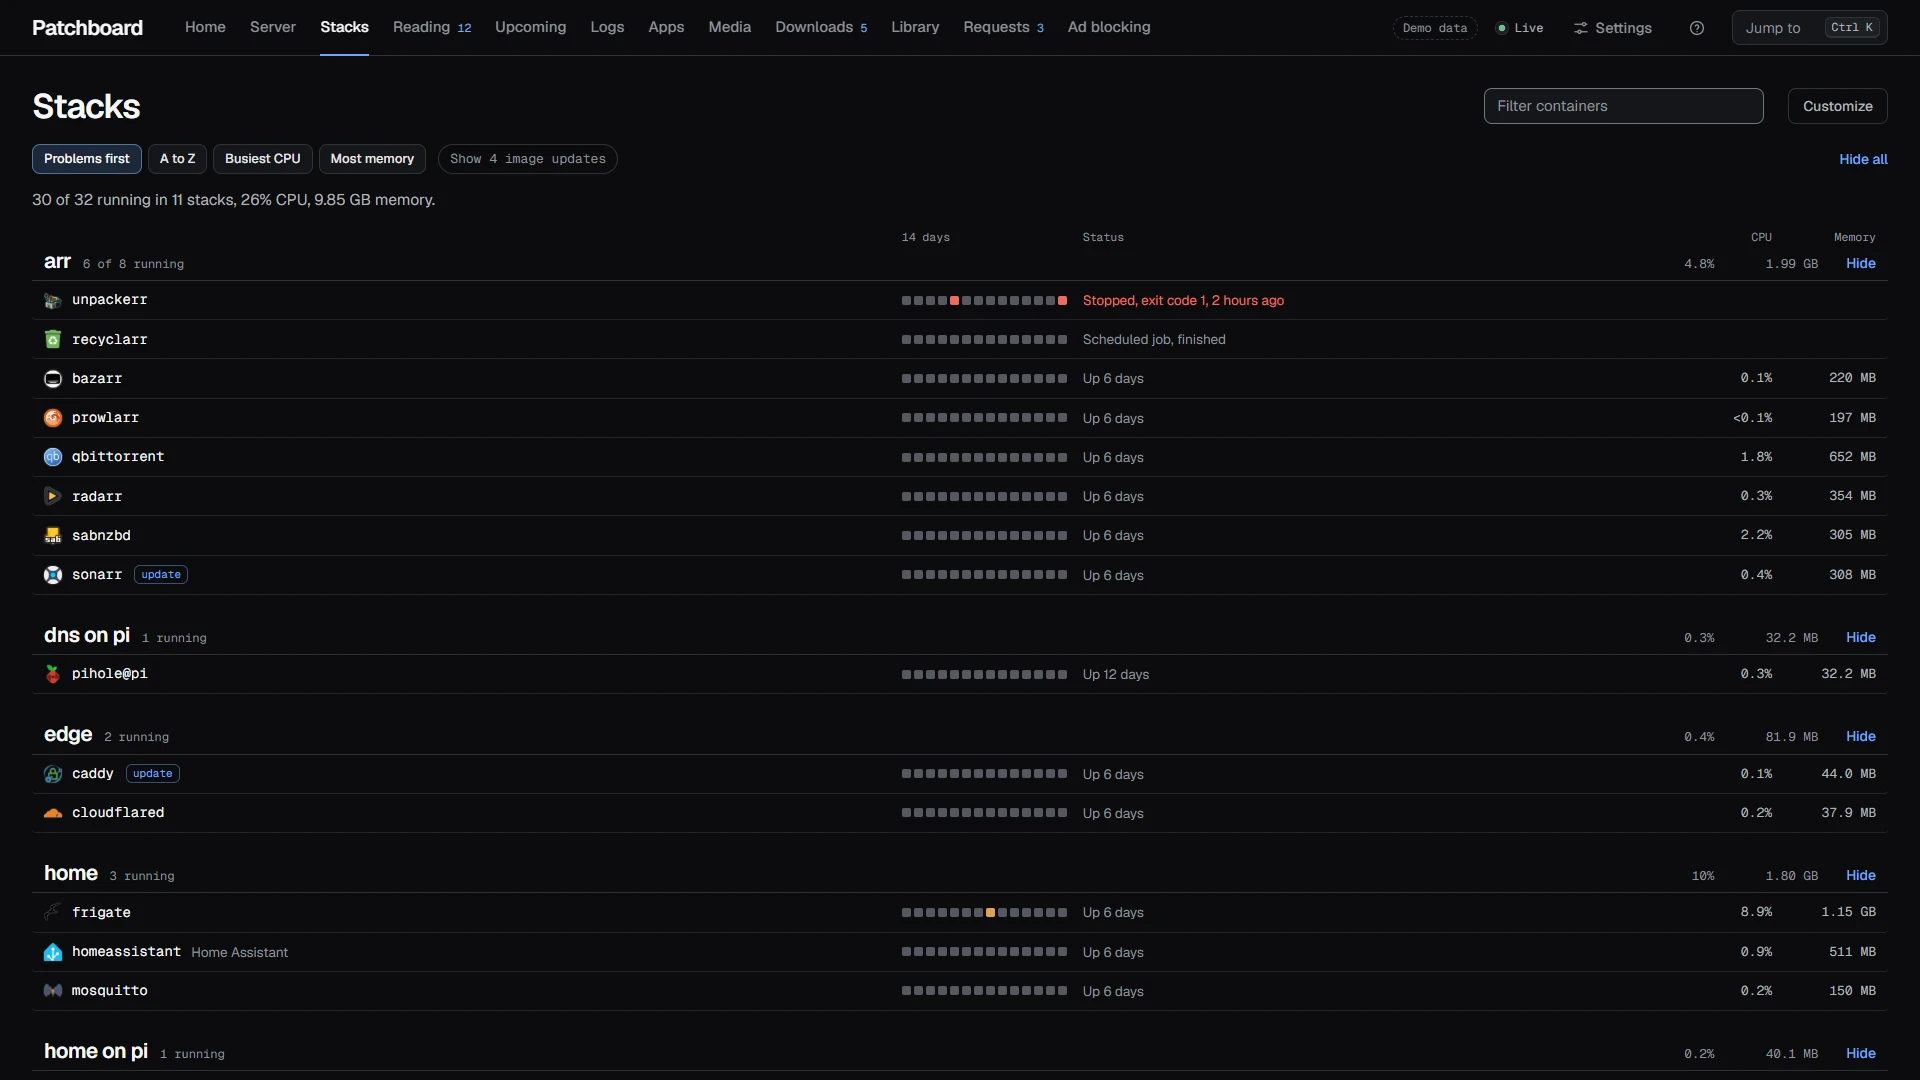 Patchboard Home Server Stacks Reading 12 Upcoming Logs Apps Media Downloads 5 Library Requests 3 Ad blocking Demo data Live Settings Jump to Ctrl K
Stacks Filter containers Customize
Problems first A to Z Busiest CPU Most memory Show 4 image updates Hide all
30 of 32 running in 11 stacks, 26% CPU, 9.85 GB memory.
14 days Status CPU Memory
arr 6 of 8 running 4.8% 1.99 GB Hide
unpackerr Stopped, exit code 1, 2 hours ago
recyclarr Scheduled job, finished
bazarr Up 6 days 0.1% 220 MB
prowlarr Up 6 days <0.1% 197 MB
qbittorrent Up 6 days 1.8% 652 MB
radarr Up 6 days 0.3% 354 MB
sabnzbd Up 6 days 2.2% 305 MB
sonarr update Up 6 days 0.4% 308 MB
dns on pi 1 running 0.3% 32.2 MB Hide
pihole@pi Up 12 days 0.3% 32.2 MB
edge 2 running 0.4% 81.9 MB Hide
caddy update Up 6 days 0.1% 44.0 MB
cloudflared Up 6 days 0.2% 37.9 MB
home 3 running 10% 1.80 GB Hide
frigate Up 6 days 8.9% 1.15 GB
homeassistant Home Assistant Up 6 days 0.9% 511 MB
mosquitto Up 6 days 0.2% 150 MB
home on pi 1 running 0.2% 40.1 MB Hide